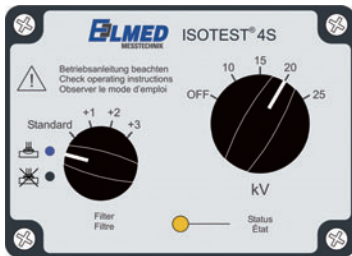 ELMED
MESSTECHNIK
ISOTEST® 4S
Betriebsanleitung beachten
Check operating instructions
Observer le mode d'emploi
OFF 10 15 20 25
kV
Standard +1 +2 +3
Filter
Filtre
Status
État